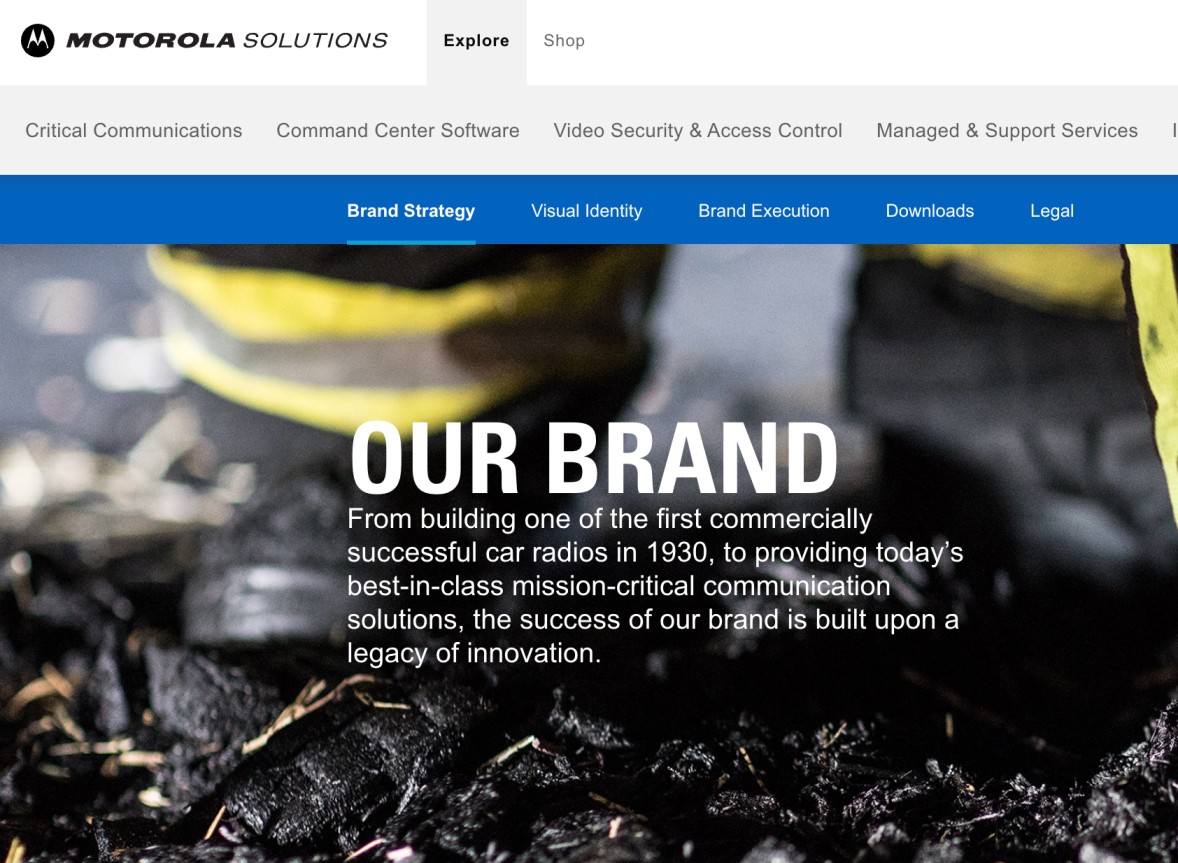 MOTOROLA SOLUTIONS
Explore
Shop
Critical Communications
Command Center Software
Video Security & Access Control
Managed & Support Services
Brand Strategy
Visual Identity
Brand Execution
Downloads
Legal
OUR BRAND
From building one of the first commercially
successful car radios in 1930, to providing today’s
best-in-class mission-critical communication
solutions, the success of our brand is built upon a
legacy of innovation.